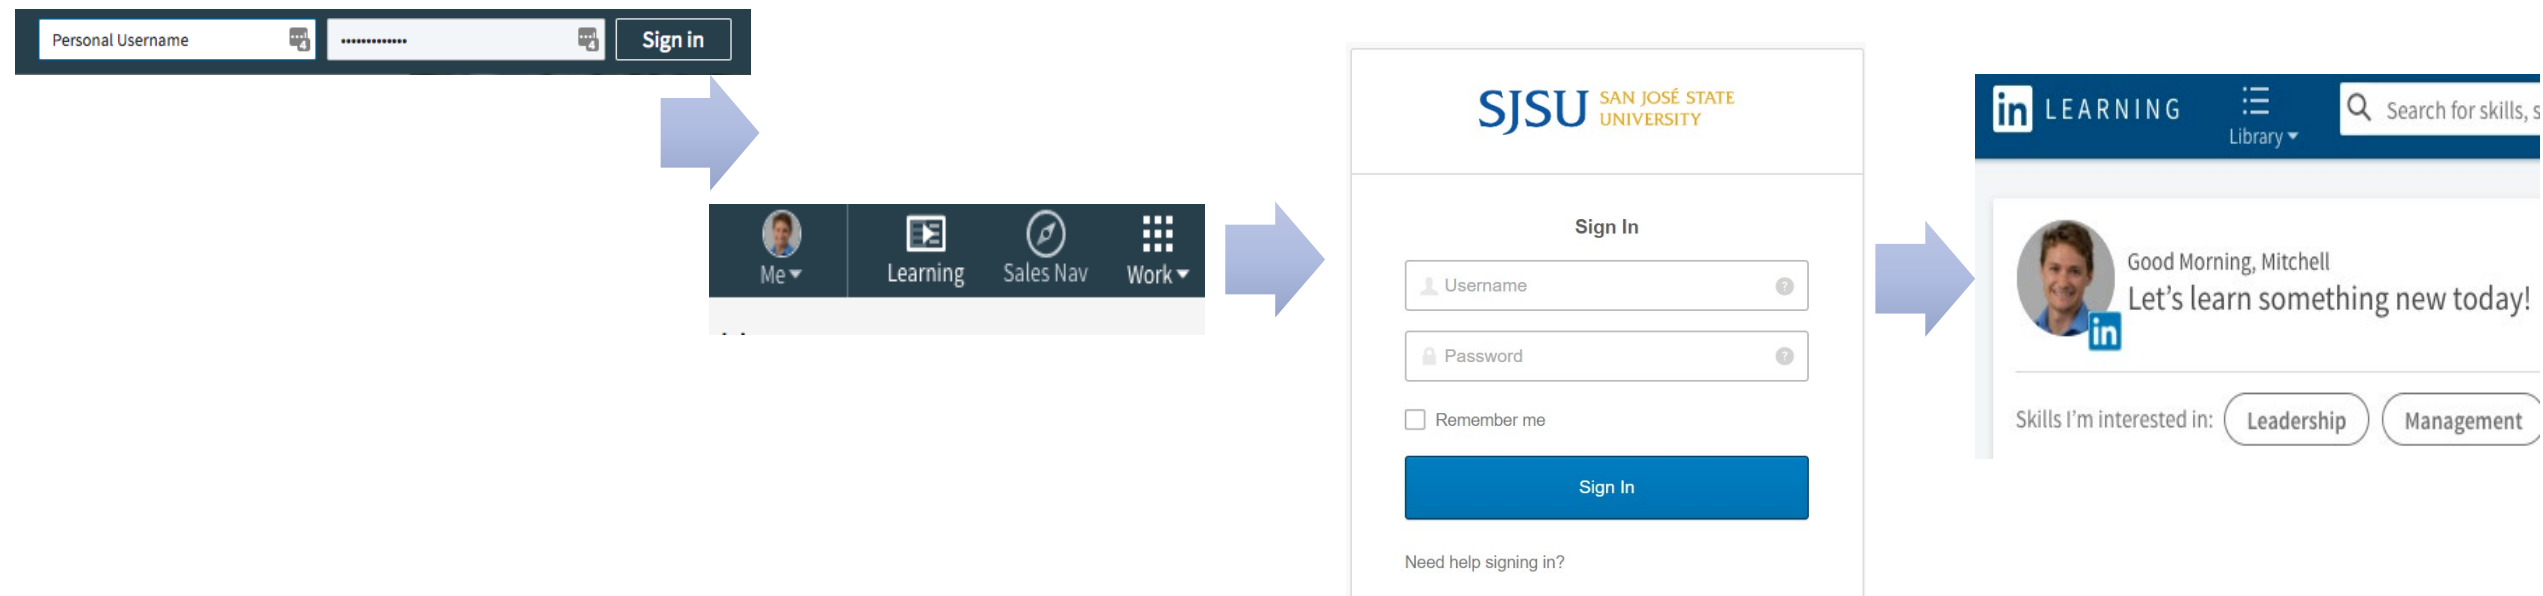 Personal Username
Sign in
Me
Learning
Sales Nav
Work
SJSU SAN JOSÉ STATE
UNIVERSITY
Sign In
Username
Password
Remember me
Sign In
Need help signing in?
in LEARNING
Library
Search for skills, s
Good Morning, Mitchell
Let's learn something new today!
in
Skills I'm interested in: Leadership Management